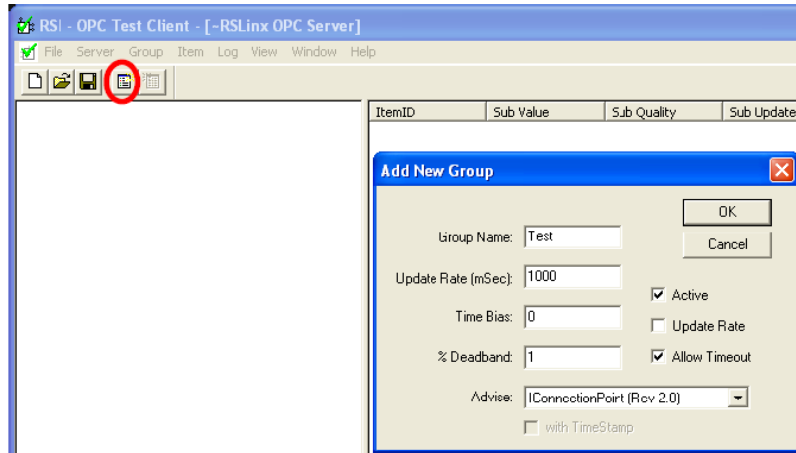 RSI - OPC Test Client - [~RSLinx OPC Server]
File Server Group Item Log View Window Help
ItemID Sub Value Sub Quality Sub Update
Add New Group
OK
Group Name: Test
Cancel
Update Rate (mSec): 1000
Active
Time Bias: 0
Update Rate
% Deadband: 1
Allow Timeout
Advise: IConnectionPoint (Rev 2.0)
with TimeStamp